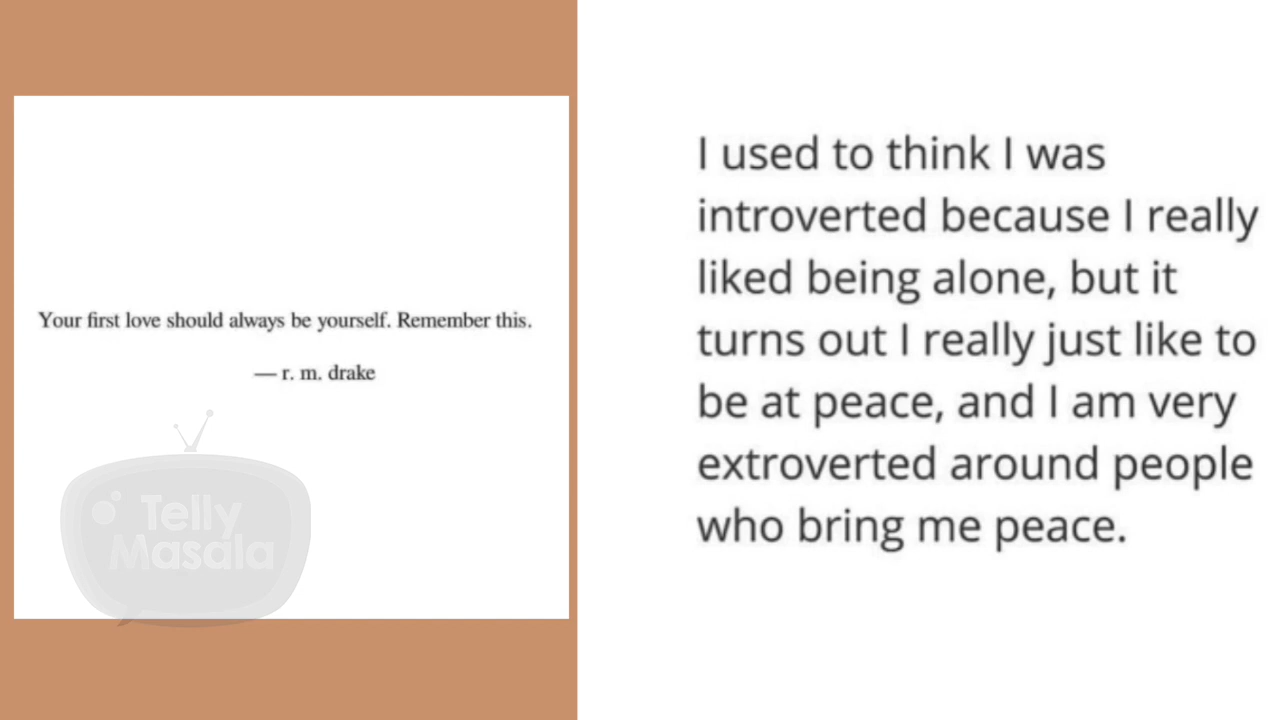 Your first love should always be yourself. Remember this.
— r. m. drake
Telly
Masala
I used to think I was
introverted because I really
liked being alone, but it
turns out I really just like to
be at peace, and I am very
extroverted around people
who bring me peace.